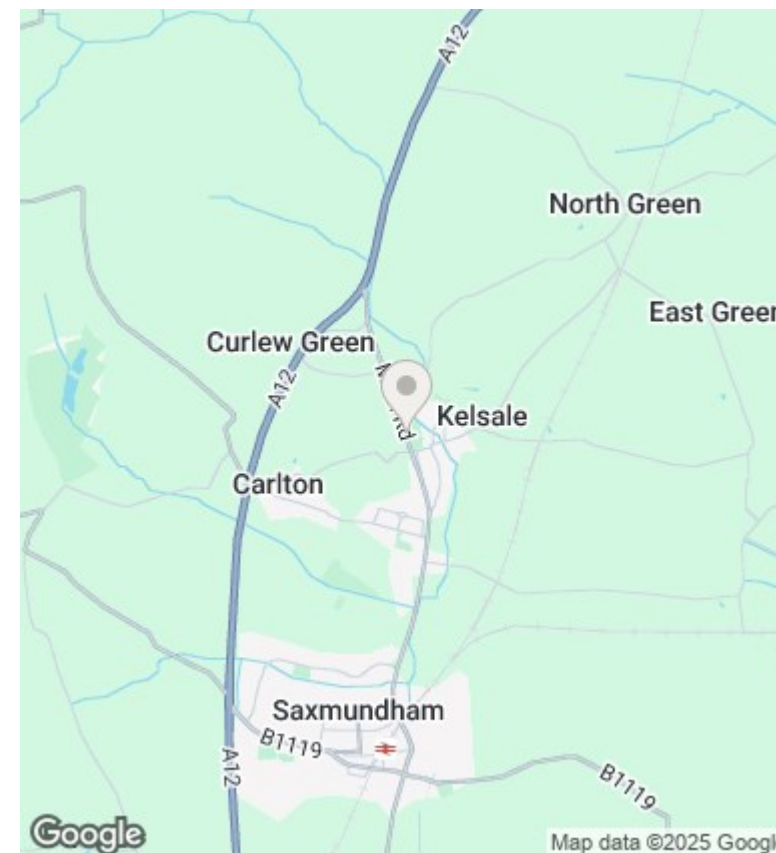 A12
North Green
East Green
Curlew Green
A12
Kelsale
Carlton
Saxmundham
B1119
A12
B1119
Google
Map data ©2025 Googl